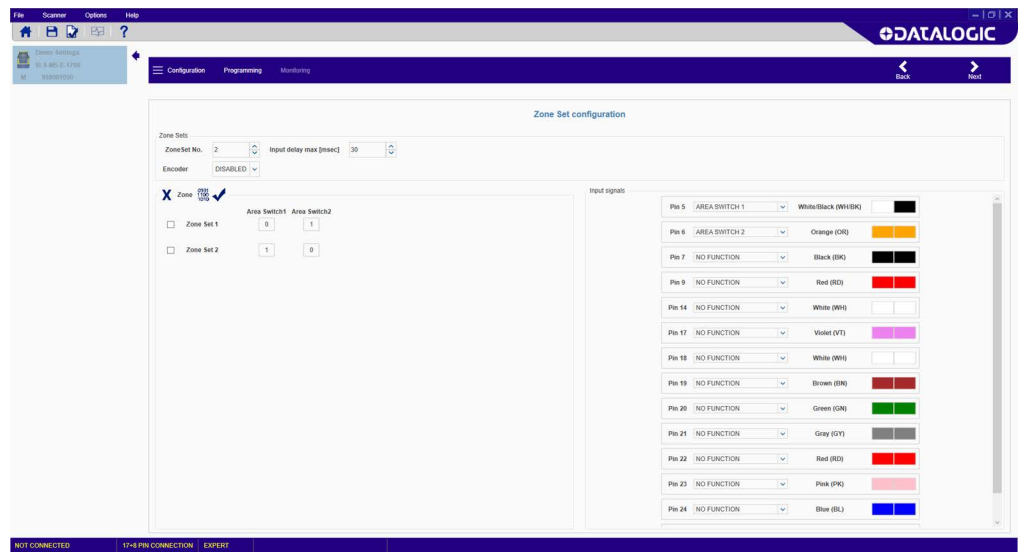 File Scanner Options Help
DATALOGIC
Demo Settings
M 950001090
Configuration Programming Monitoring
Back Next
Zone Set configuration
Zone Sets
ZoneSet No. 2 Input delay max [msec] 30
Encoder DISABLED
X Zone 0101 1100 1010
Area Switch1 Area Switch2
Zone Set 1 0 1
Zone Set 2 1 0
Input signals
Pin 5 AREA SWITCH 1 White/Black (WH/BK)
Pin 6 AREA SWITCH 2 Orange (OR)
Pin 7 NO FUNCTION Black (BK)
Pin 9 NO FUNCTION Red (RD)
Pin 14 NO FUNCTION White (WH)
Pin 17 NO FUNCTION Violet (VT)
Pin 18 NO FUNCTION White (WH)
Pin 19 NO FUNCTION Brown (BN)
Pin 20 NO FUNCTION Green (GN)
Pin 21 NO FUNCTION Gray (GY)
Pin 22 NO FUNCTION Red (RD)
Pin 23 NO FUNCTION Pink (PK)
Pin 24 NO FUNCTION Blue (BL)
NOT CONNECTED 17+8 PIN CONNECTION EXPERT